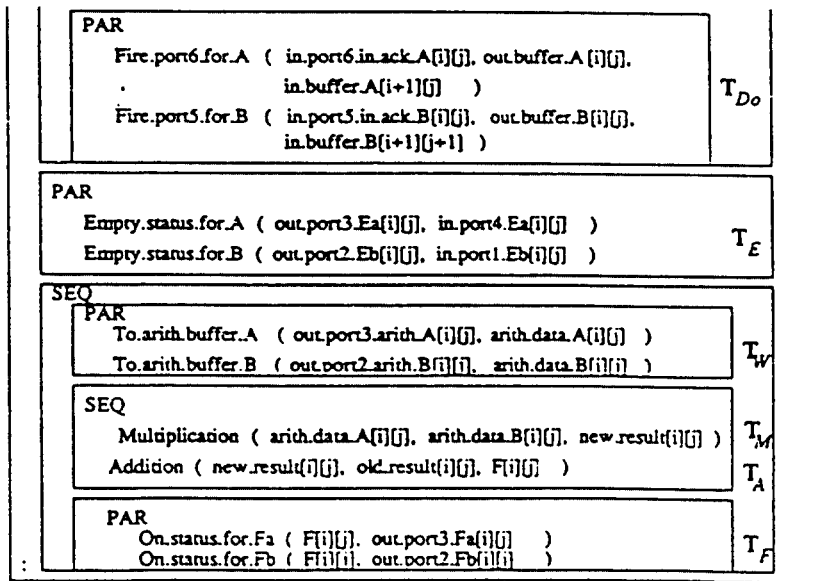 PAR
Fire.port6.for.A ( in.port6.in.ack.A[i][j], out.buffer.A[i][j],
in.buffer.A[i+1][j] )
T_Do
Fire.port5.for.B ( in.port5.in.ack.B[i][j], out.buffer.B[i][j],
in.buffer.B[i+1][j+1] )
PAR
Empty.status.for.A ( out.port3.Ea[i][j], in.port4.Ea[i][j] )
Empty.status.for.B ( out.port2.Eb[i][j], in.port1.Eb[i][j] )
T_E
SEQ
PAR
To.arith.buffer.A ( out.port3.arith.A[i][j], arith.data.A[i][j] )
To.arith.buffer.B ( out.port2.arith.B[i][j], arith.data.B[i][j] )
T_W
SEQ
Multiplication ( arith.data.A[i][j], arith.data.B[i][j], new.result[i][j] )
T_M
Addition ( new.result[i][j], old.result[i][j], F[i][j] )
T_A
PAR
On.status.for.Fa ( F[i][j], out.port3.Fa[i][j] )
On.status.for.Fb ( F[i][j], out.port2.Fb[i][j] )
T_F
: